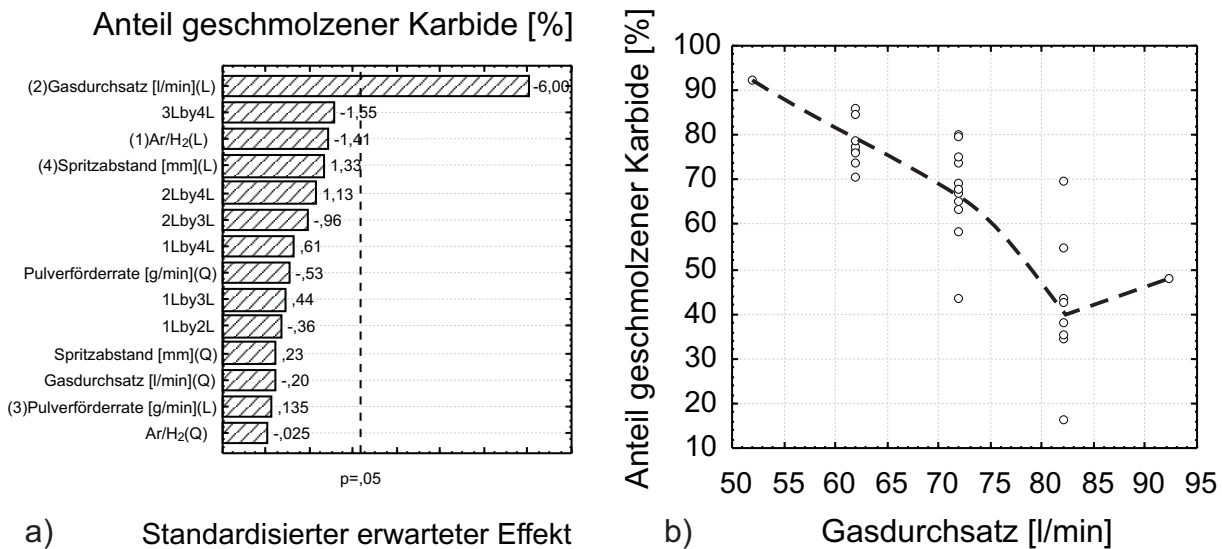 Anteil geschmolzener Karbide [%]
(2)Gasdurchsatz [l/min](L)
-6,00
3Lby4L
-1,55
(1)Ar/H₂(L)
-1,41
(4)Spritzabstand [mm](L)
1,33
2Lby4L
1,13
2Lby3L
-,96
1Lby4L
,61
Pulverförderrate [g/min](Q)
-,53
1Lby3L
,44
1Lby2L
-,36
Spritzabstand [mm](Q)
,23
Gasdurchsatz [l/min](Q)
-,20
(3)Pulverförderrate [g/min](L)
,135
Ar/H₂(Q)
-,025
p=,05
a)
Standardisierter erwarteter Effekt
Anteil geschmolzener Karbide [%]
100
90
80
70
60
50
40
30
20
10
50 55 60 65 70 75 80 85 90 95
b)
Gasdurchsatz [l/min]